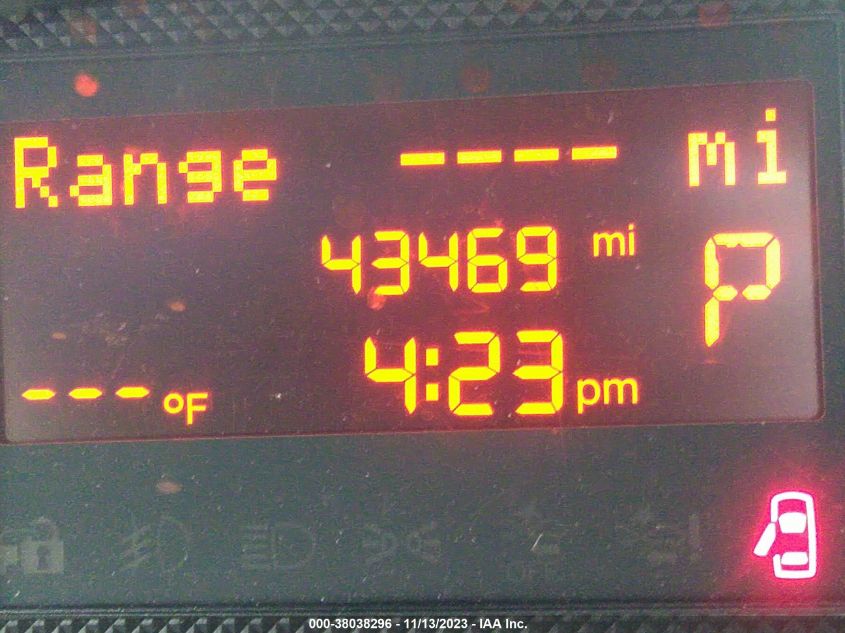 Range ---- mi
43469 mi P
4:23 pm
---°F
000-38038296 - 11/13/2023 - IAA Inc.